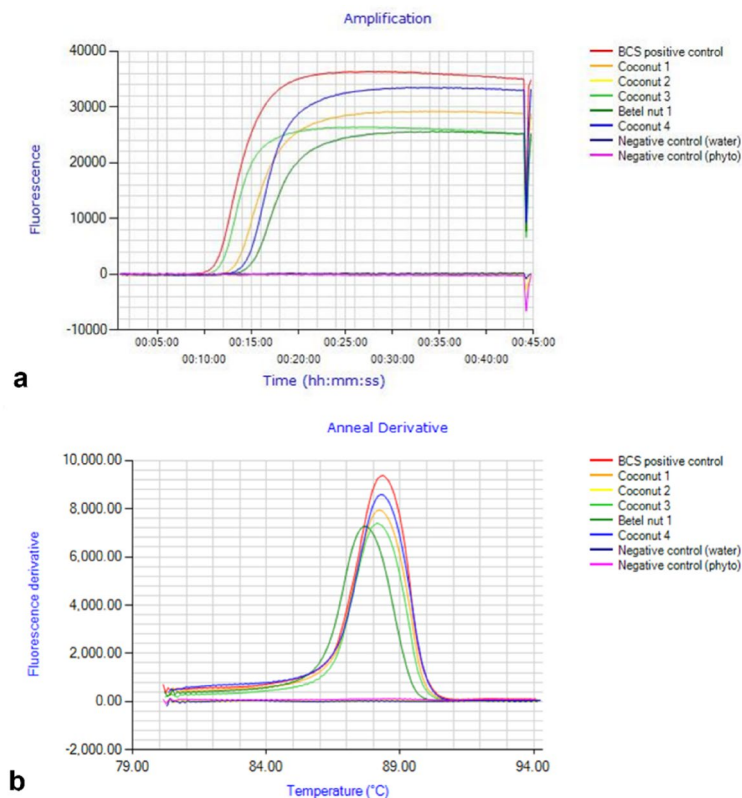 Amplification
40000
30000
20000
10000
0
-10000
Fluorescence
00:05:00 00:15:00 00:25:00 00:35:00 00:45:00
00:10:00 00:20:00 00:30:00 00:40:00
Time (hh:mm:ss)
BCS positive control
Coconut 1
Coconut 2
Coconut 3
Betel nut 1
Coconut 4
Negative control (water)
Negative control (phyto)
a
Anneal Derivative
10,000.00
8,000.00
6,000.00
4,000.00
2,000.00
0.00
-2,000.00
Fluorescence derivative
79.00 84.00 89.00 94.00
Temperature (°C)
BCS positive control
Coconut 1
Coconut 2
Coconut 3
Betel nut 1
Coconut 4
Negative control (water)
Negative control (phyto)
b